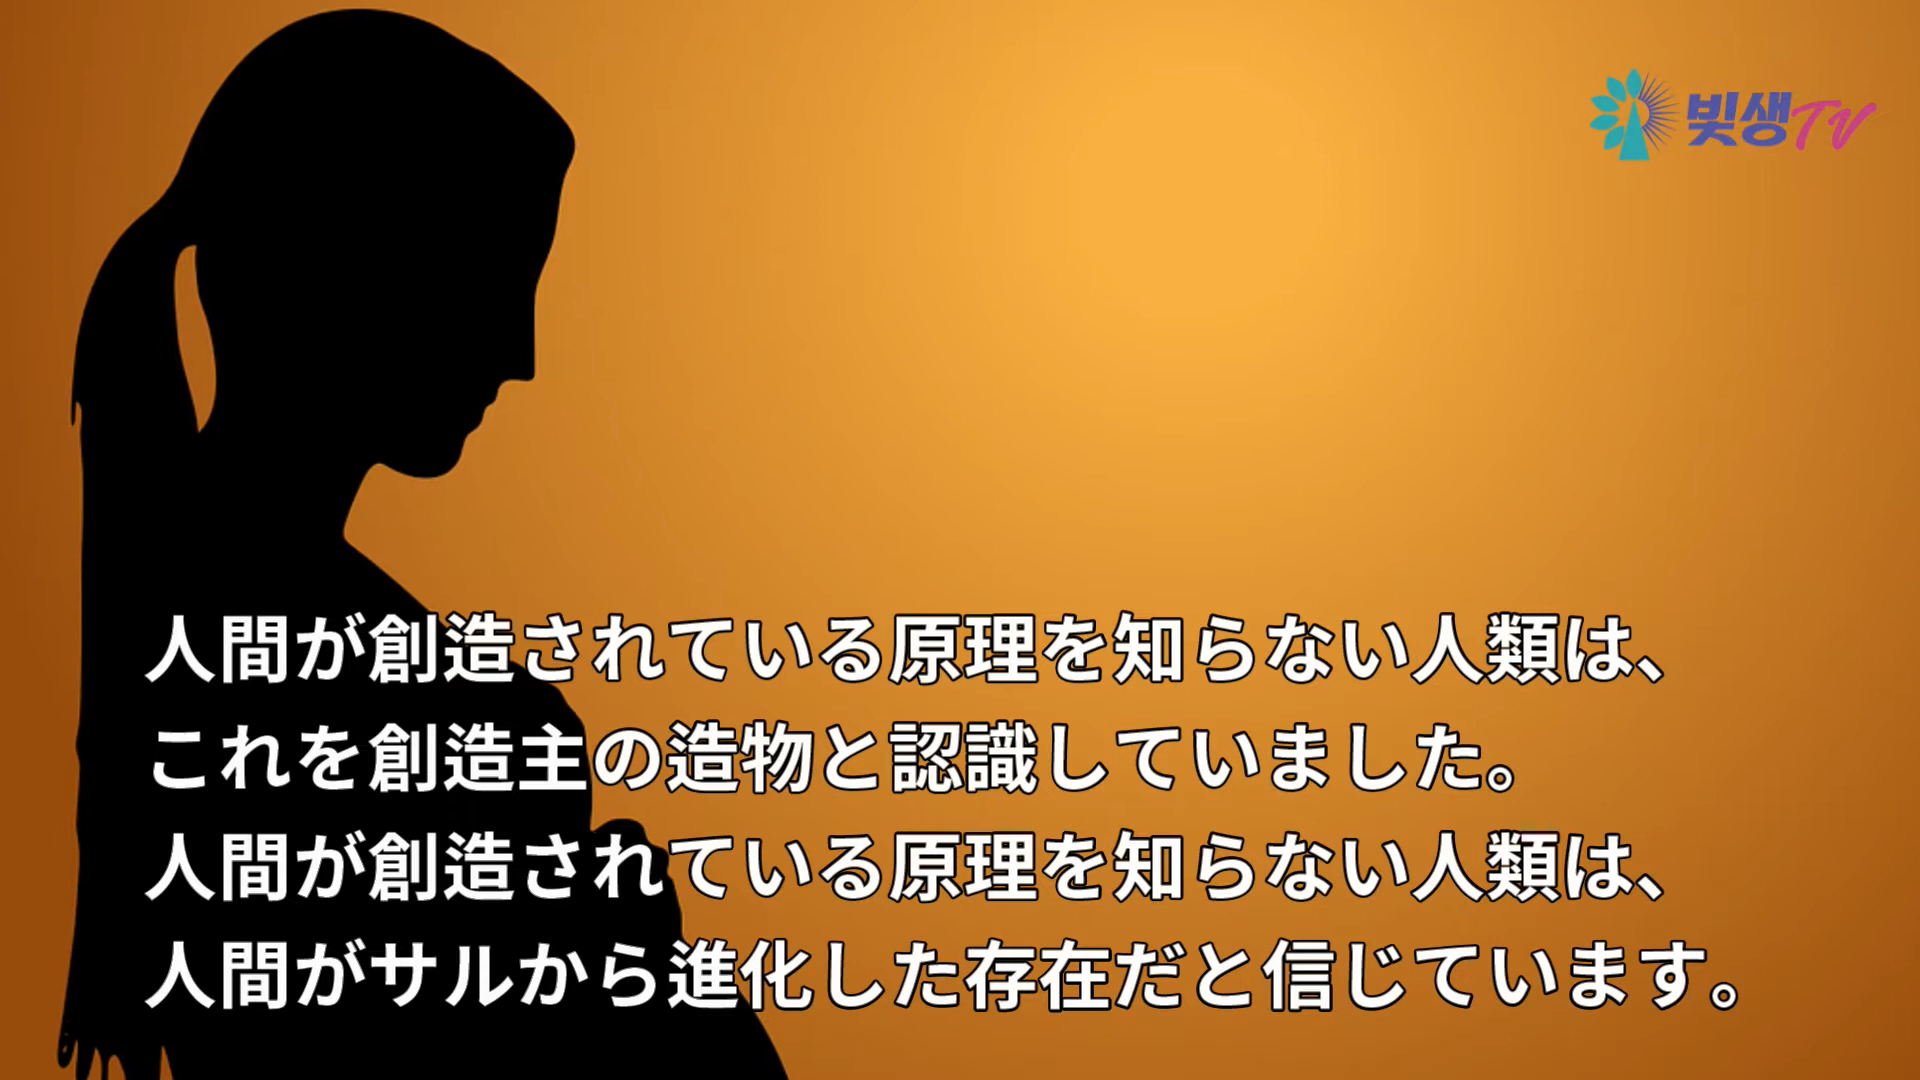 빛생TV
人間が創造されている原理を知らない人類は、
これを創造主の造物と認識していました。
人間が創造されている原理を知らない人類は、
人間がサルから進化した存在だと信じています。